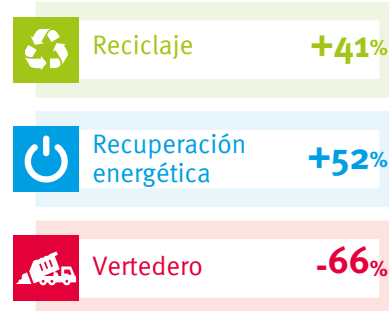 Reciclaje +41%
Recuperación
energética +52%
Vertedero -66%